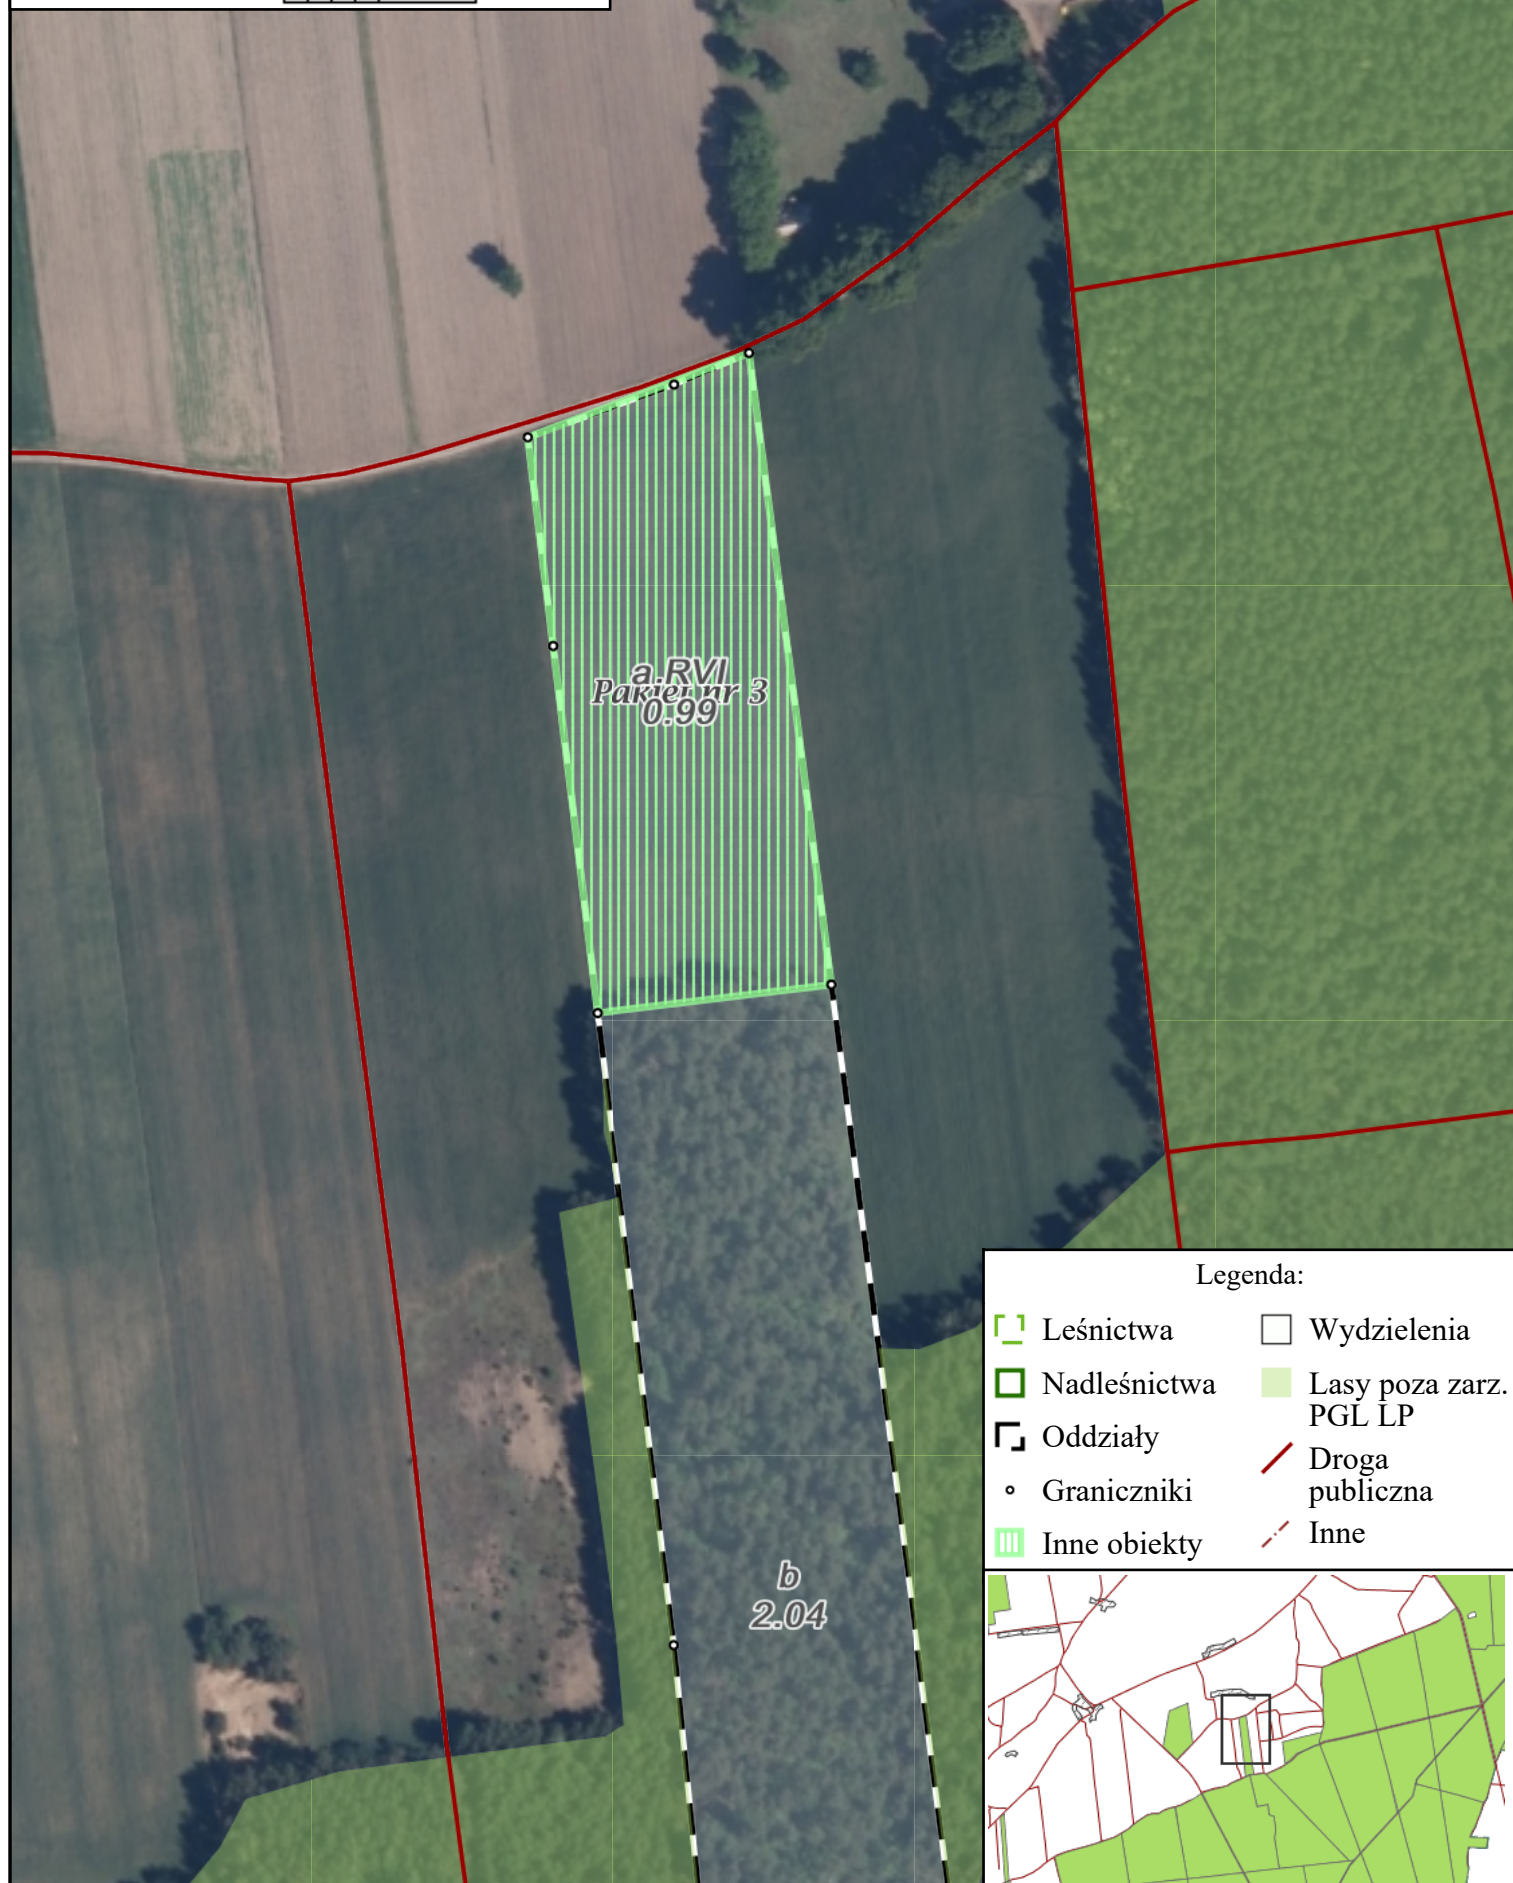 a.RVI
Pakiet nr 3
0.99
b
2.04
Legenda:
Leśnictwa
Nadleśnictwa
Oddziały
Graniczniki
Inne obiekty
Wydzielenia
Lasy poza zarz.
PGL LP
Droga
publiczna
Inne